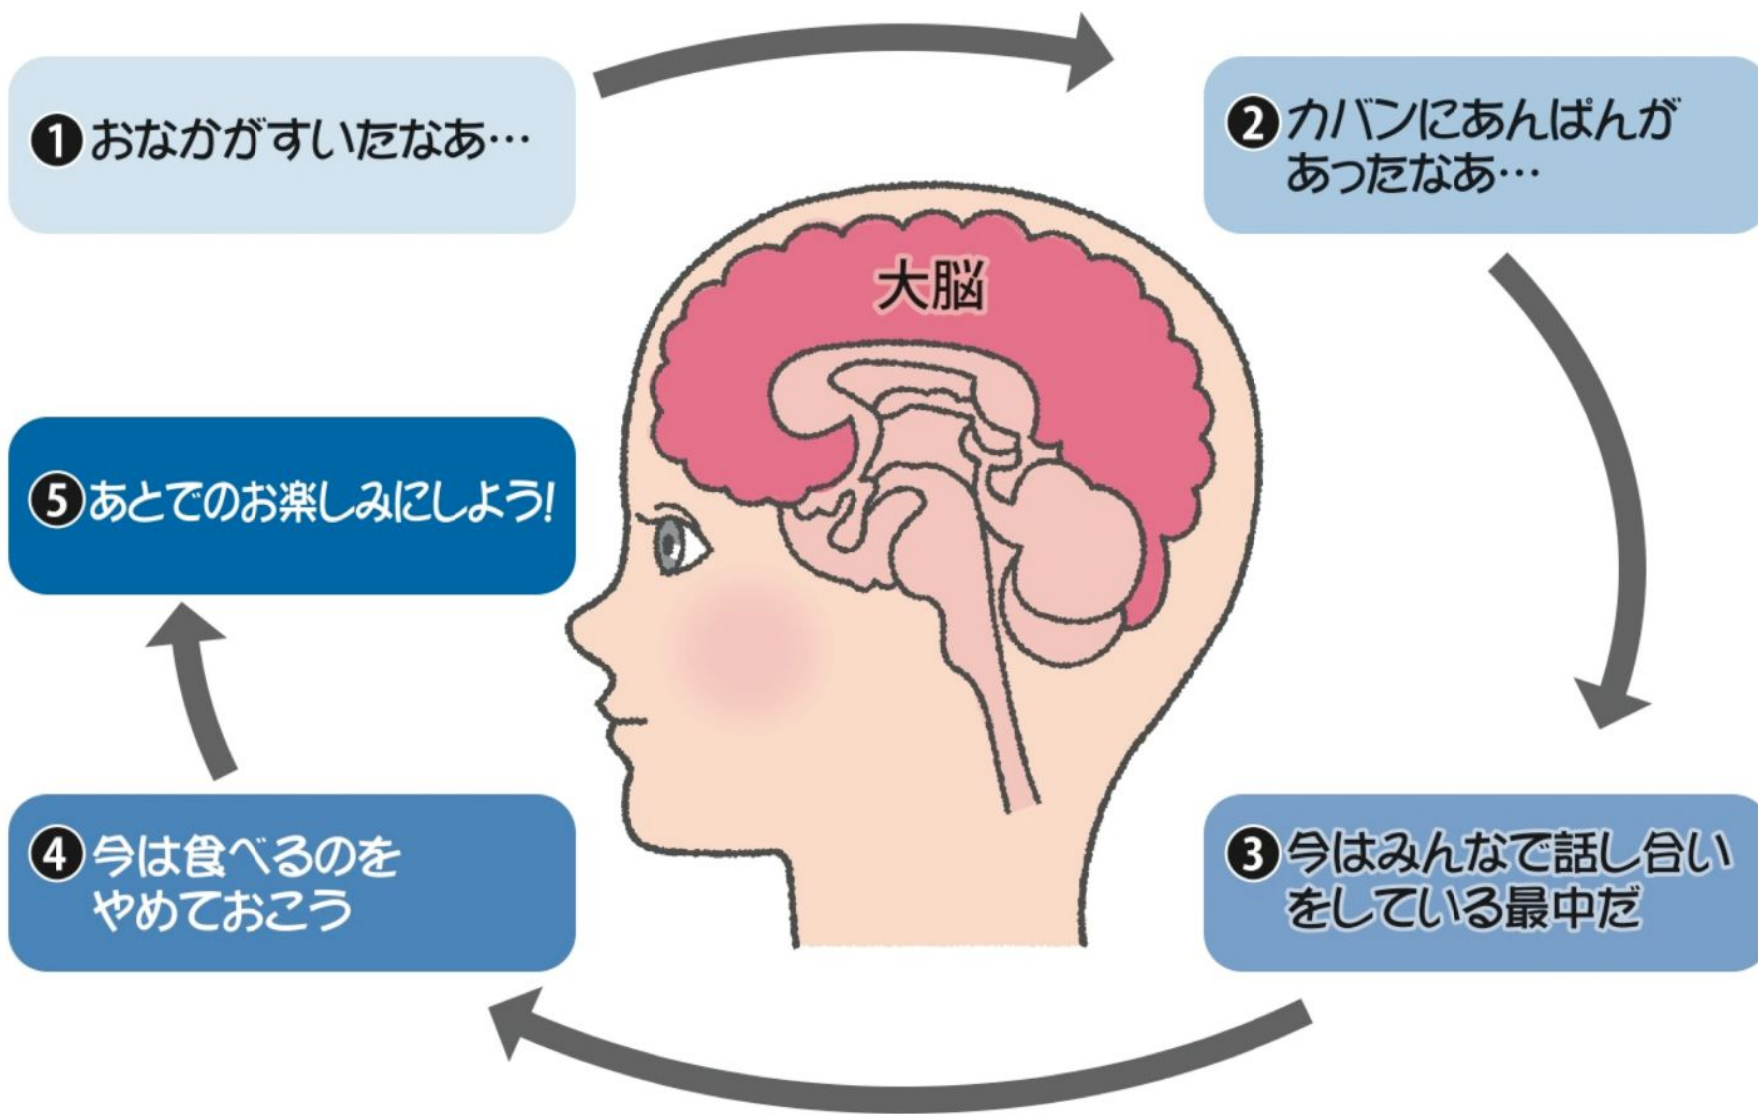 ❶おなかがすいたなあ…
❷カバンにあんぱんが
あったなあ…
大脳
❸今はみんなで話し合い
をしている最中だ
❹今は食べるのを
やめておこう
❺あとでのお楽しみにしよう!